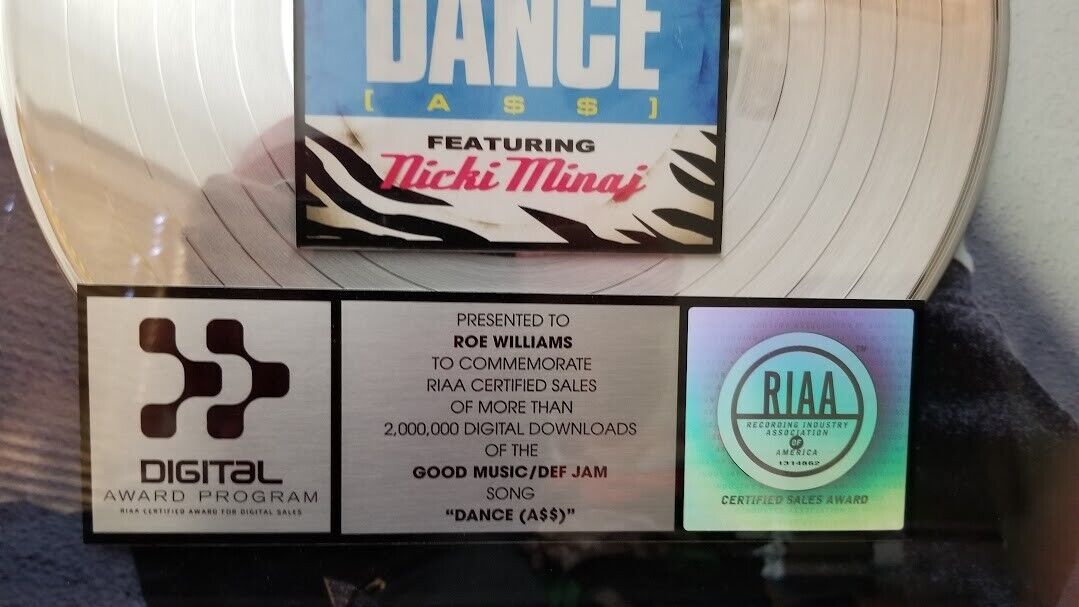 DANCE
[ A $ $ ]
FEATURING
Nicki Minaj
DIGITAL
AWARD PROGRAM
RIAA CERTIFIED AWARD FOR DIGITAL SALES
PRESENTED TO
ROE WILLIAMS
TO COMMEMORATE
RIAA CERTIFIED SALES
OF MORE THAN
2,000,000 DIGITAL DOWNLOADS
OF THE
GOOD MUSIC/DEF JAM
SONG
“DANCE (A$$)”
TM
RIAA
RECORDING INDUSTRY
ASSOCIATION
OF
AMERICA
1314862
CERTIFIED SALES AWARD